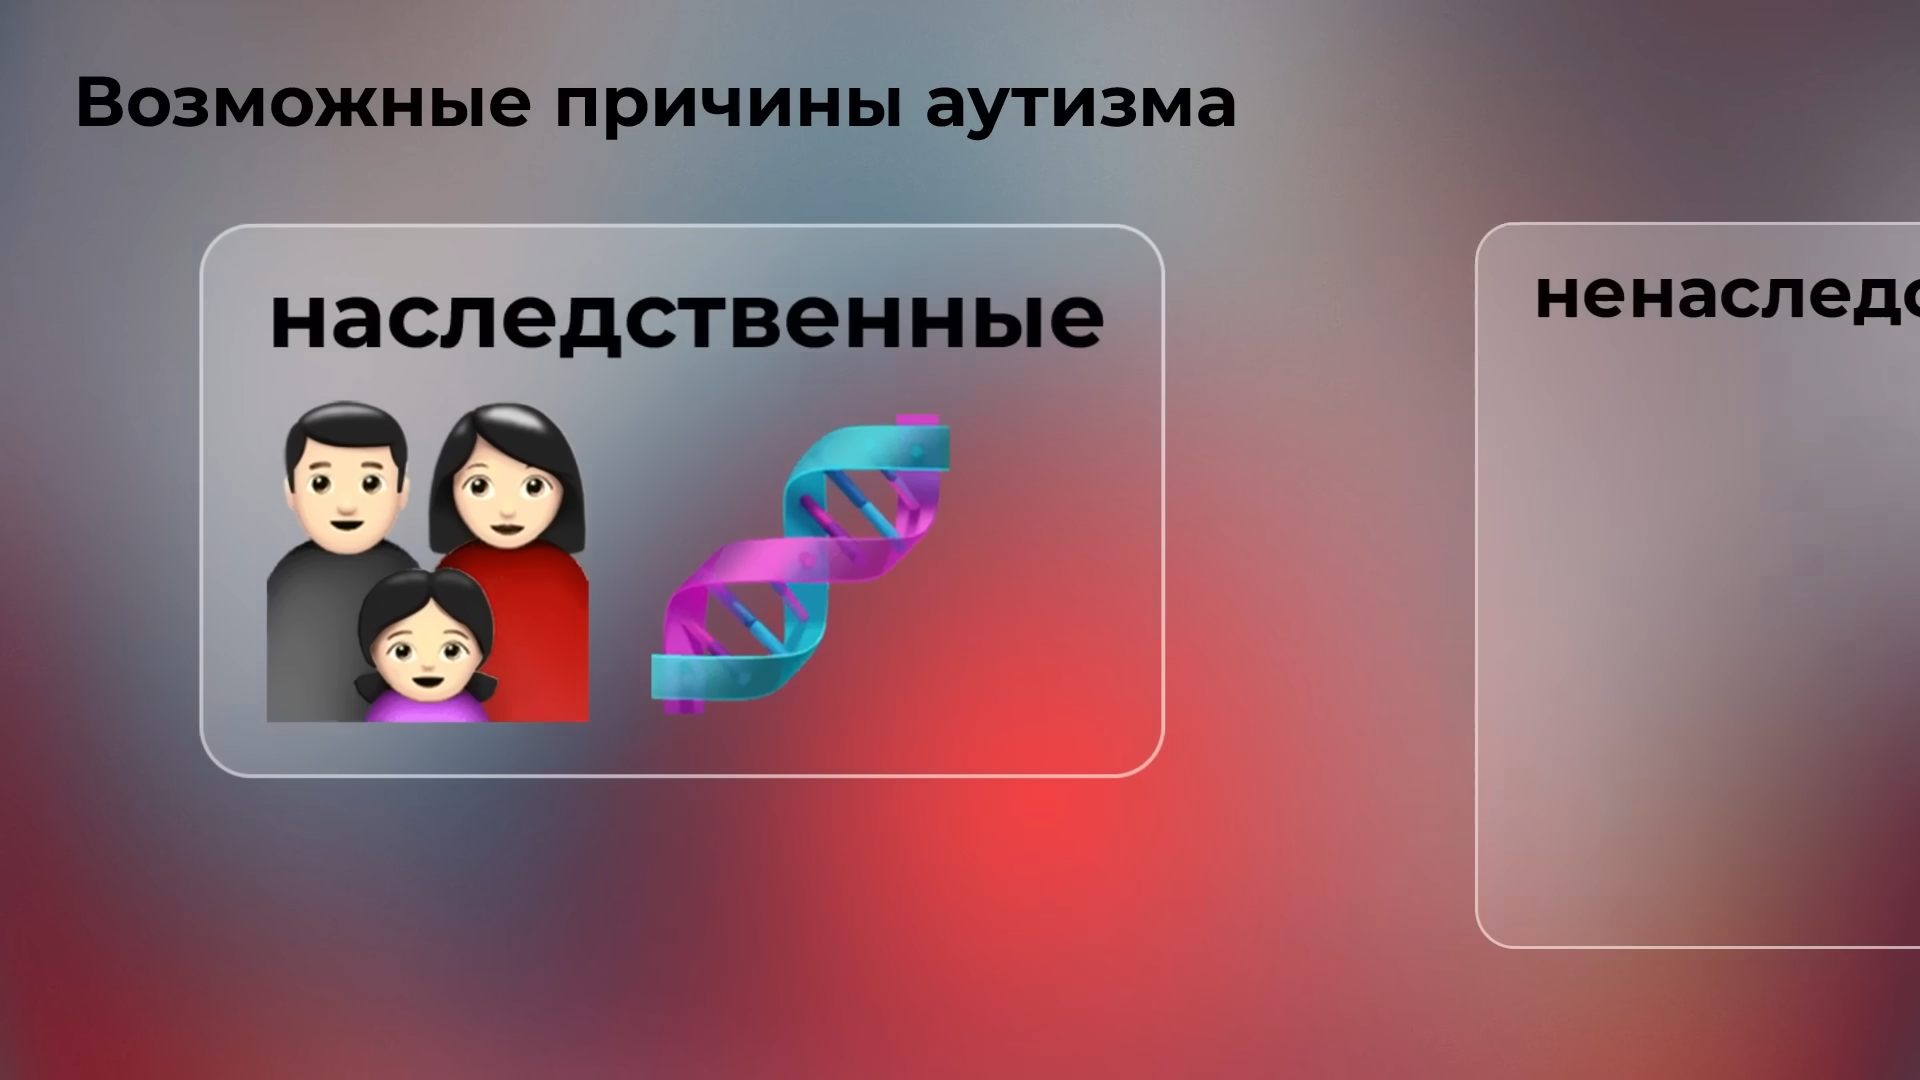 Возможные причины аутизма
наследственные